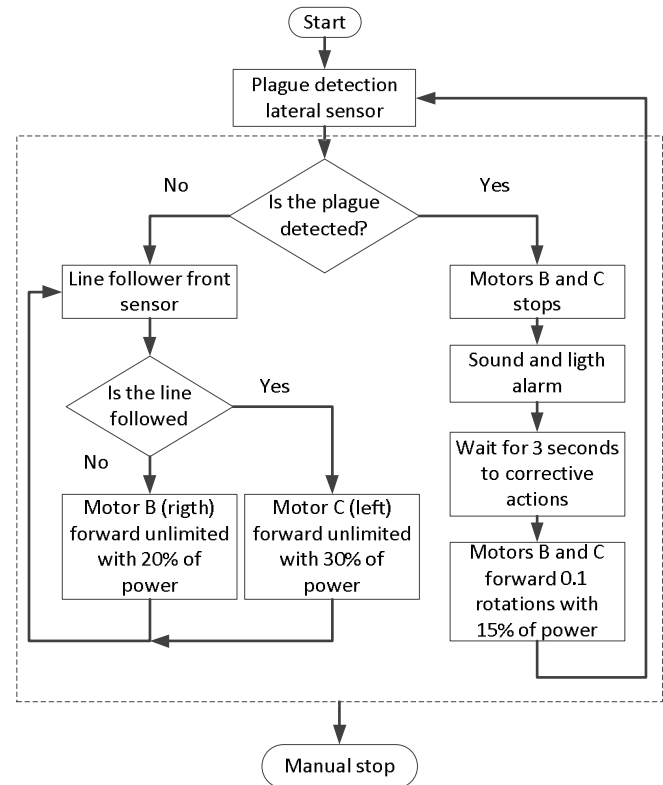 Start
Plague detection
lateral sensor
No
Yes
Is the plague
detected?
Line follower front
sensor
Motors B and C
stops
Is the line
followed
Yes
No
Sound and ligth
alarm
Wait for 3 seconds
to corrective
actions
Motor B (rigth)
forward unlimited
with 20% of
power
Motor C (left)
forward unlimited
with 30% of
power
Motors B and C
forward 0.1
rotations with
15% of power
Manual stop